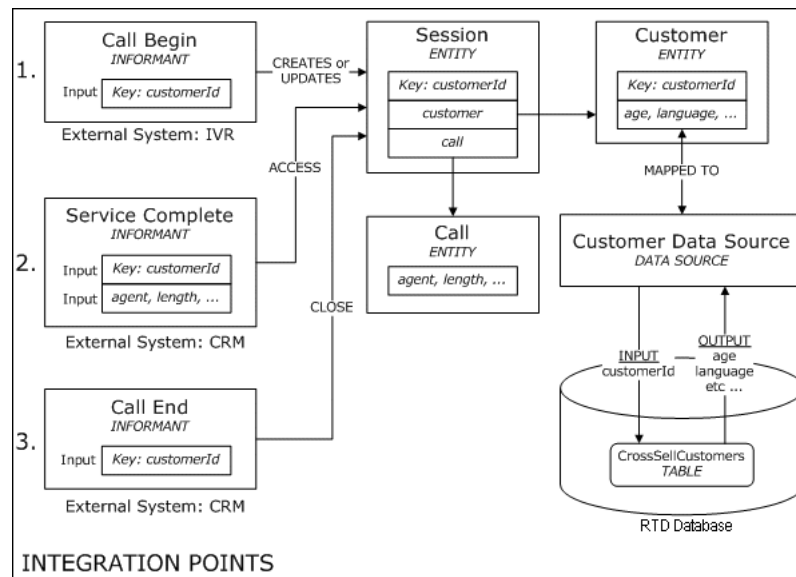 1.
Call Begin
INFORMANT
Input
Key: customerId
External System: IVR
CREATES or
UPDATES
Session
ENTITY
Key: customerId
customer
call
Customer
ENTITY
Key: customerId
age, language, ...
ACCESS
MAPPED TO
2.
Service Complete
INFORMANT
Input
Key: customerId
Input
agent, length, ...
External System: CRM
Call
ENTITY
agent, length, ...
Customer Data Source
DATA SOURCE
CLOSE
INPUT
customerId
OUTPUT
age
language
etc ...
3.
Call End
INFORMANT
Input
Key: customerId
External System: CRM
CrossSellCustomers
TABLE
RTD Database
INTEGRATION POINTS